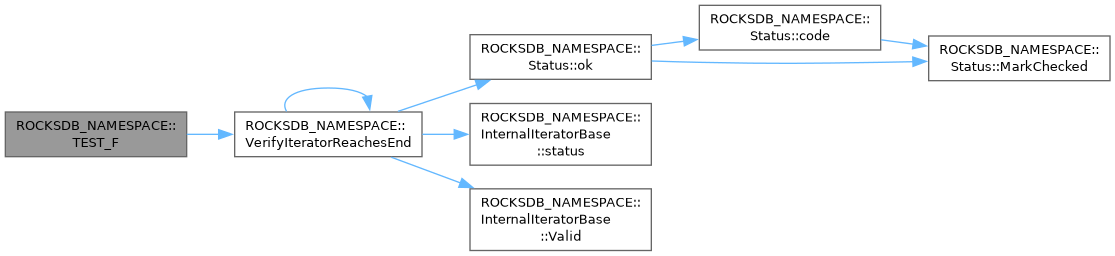 ROCKSDB_NAMESPACE::
TEST_F
ROCKSDB_NAMESPACE::
VerifyIteratorReachesEnd
ROCKSDB_NAMESPACE::
Status::ok
ROCKSDB_NAMESPACE::
Status::code
ROCKSDB_NAMESPACE::
Status::MarkChecked
ROCKSDB_NAMESPACE::
InternalIteratorBase
::status
ROCKSDB_NAMESPACE::
InternalIteratorBase
::Valid